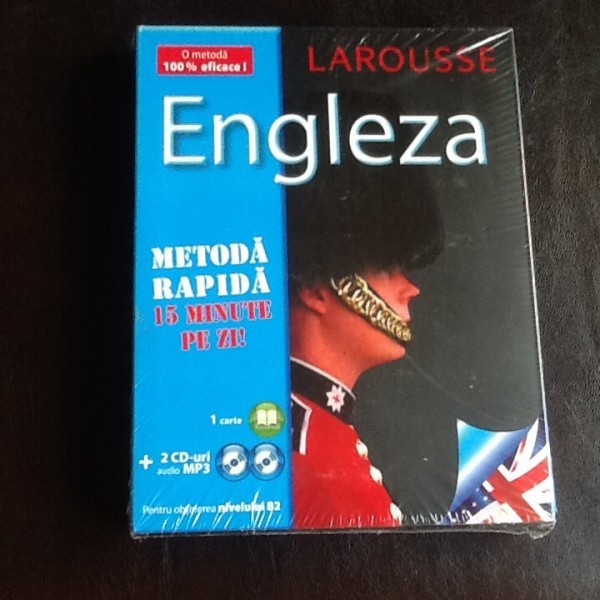 O metodă
100% eficace!
LAROUSSE
Engleza
METODĂ
RAPIDĂ
15 MINUTE
PE ZI!
1 carte
+ 2 CD-uri
audio MP3
Pentru obținerea nivelului B2